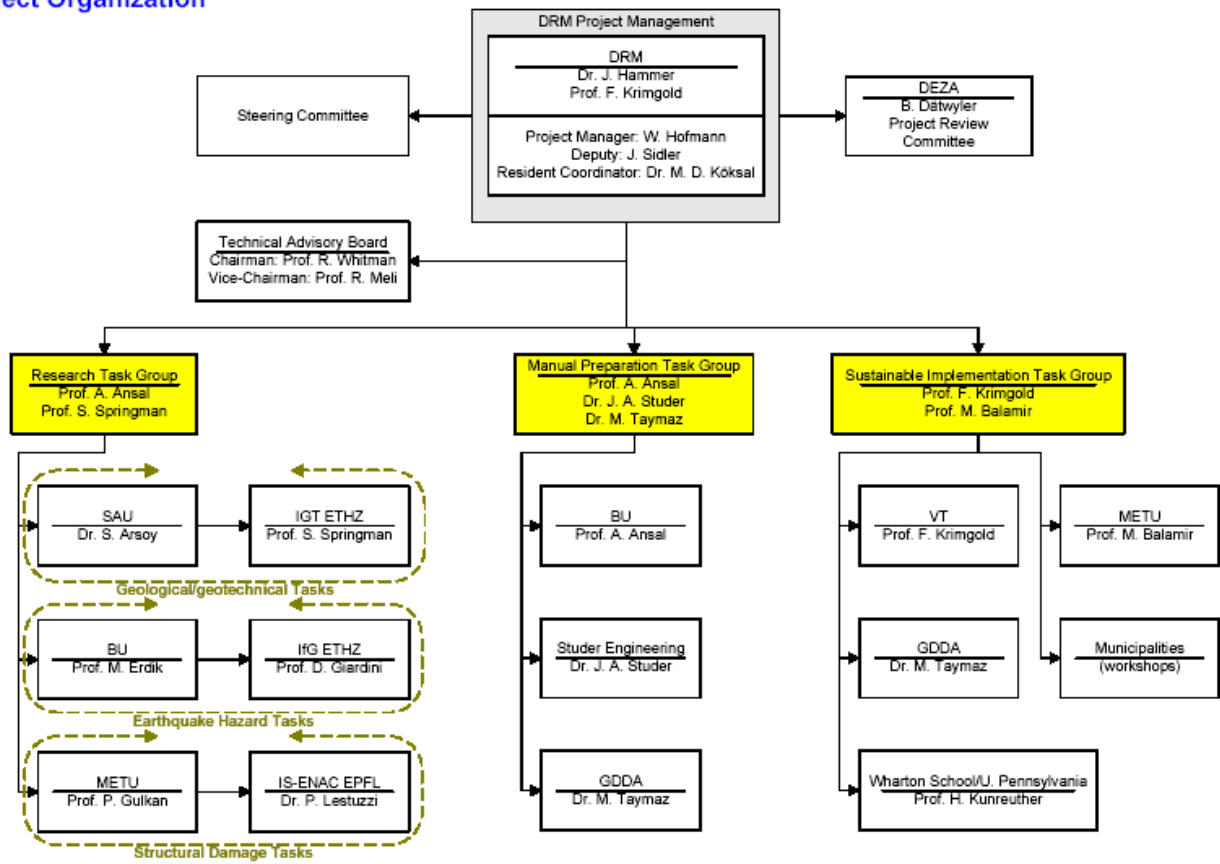 ect Organization
DRM Project Management
DRM
Dr. J. Hammer
Prof. F. Krimgold
Project Manager: W. Hofmann
Deputy: J. Sidler
Resident Coordinator: Dr. M. D. Köksal
Steering Committee
DEZA
B. Dätwyler
Project Review
Committee
Technical Advisory Board
Chairman: Prof. R. Whitman
Vice-Chairman: Prof. R. Meli
Research Task Group
Prof. A. Ansal
Prof. S. Springman
Manual Preparation Task Group
Prof. A. Ansal
Dr. J. A. Studer
Dr. M. Taymaz
Sustainable Implementation Task Group
Prof. F. Krimgold
Prof. M. Balamir
SAU
Dr. S. Arsoy
IGT ETHZ
Prof. S. Springman
Geological/geotechnical Tasks
BU
Prof. M. Erdik
IfG ETHZ
Prof. D. Giardini
Earthquake Hazard Tasks
METU
Prof. P. Gulkan
IS-ENAC EPFL
Dr. P. Lestuzzi
Structural Damage Tasks
BU
Prof. A. Ansal
Studer Engineering
Dr. J. A. Studer
GDDA
Dr. M. Taymaz
VT
Prof. F. Krimgold
METU
Prof. M. Balamir
GDDA
Dr. M. Taymaz
Municipalities
(workshops)
Wharton School/U. Pennsylvania
Prof. H. Kunreuther